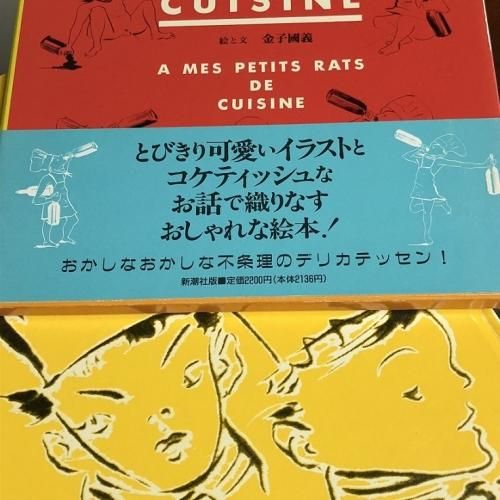 CUISINE
絵と文 金子國義
A MES PETITS RATS
DE
CUISINE
とびきり可愛いイラストと
コケティッシュな
お話で織りなす
おしゃれな絵本!
おかしなおかしな不条理のデリカテッセン!
新潮社版■定価2200円(本体2136円)